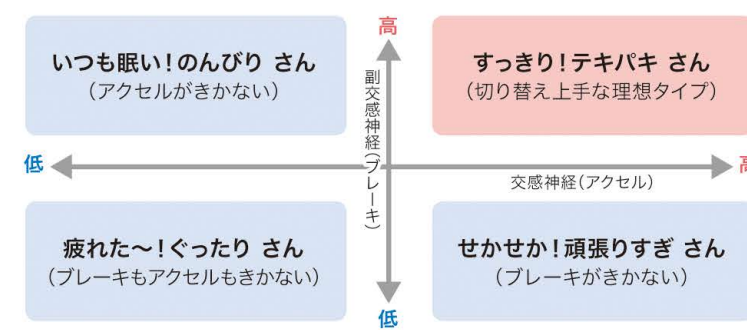 高
いつも眠い！のんびり さん
（アクセルがきかない）
すっきり！テキパキ さん
（切り替え上手な理想タイプ）
副交感神経（ブレーキ）
低
高
交感神経（アクセル）
疲れた〜！ぐったり さん
（ブレーキもアクセルもきかない）
せかせか！頑張りすぎ さん
（ブレーキがきかない）
低